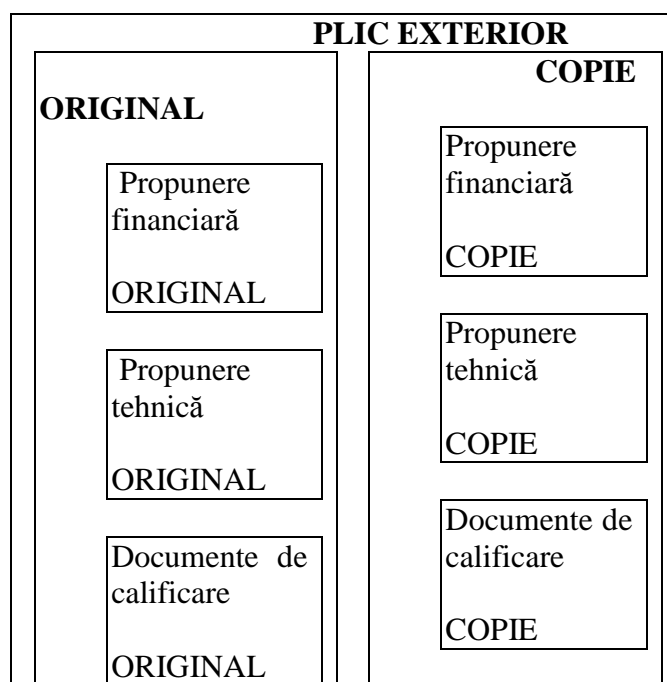 PLIC EXTERIOR
ORIGINAL
Propunere
financiară
ORIGINAL
Propunere
tehnică
ORIGINAL
Documente de
calificare
ORIGINAL
COPIE
Propunere
financiară
COPIE
Propunere
tehnică
COPIE
Documente de
calificare
COPIE